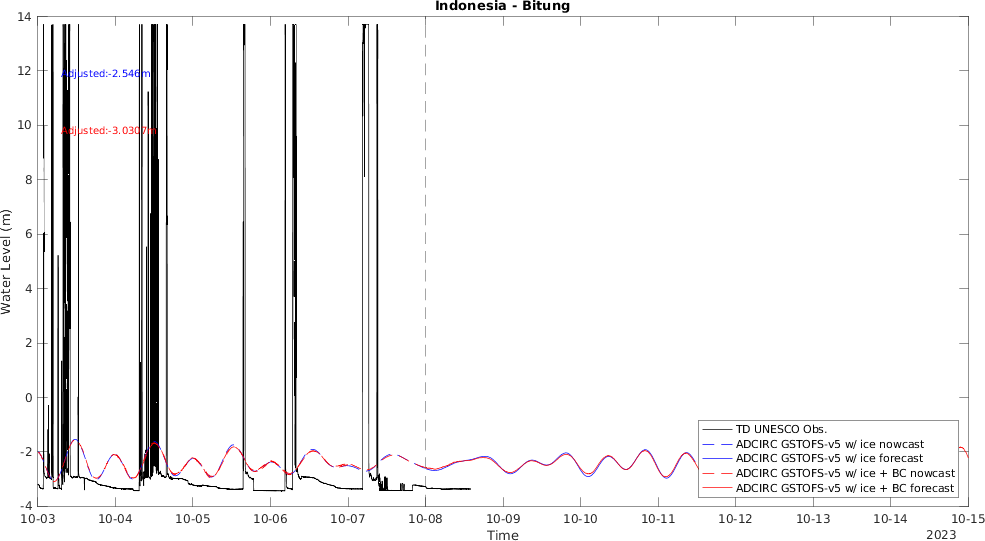 Indonesia - Bitung
14
12
10
8
6
4
2
0
-2
-4
Water Level (m)
Adjusted:-2.546m
Adjusted:-3.0307m
TD UNESCO Obs.
ADCIRC GSTOFS-v5 w/ ice nowcast
ADCIRC GSTOFS-v5 w/ ice forecast
ADCIRC GSTOFS-v5 w/ ice + BC nowcast
ADCIRC GSTOFS-v5 w/ ice + BC forecast
10-03 10-04 10-05 10-06 10-07 10-08 10-09 10-10 10-11 10-12 10-13 10-14 10-15
Time
2023